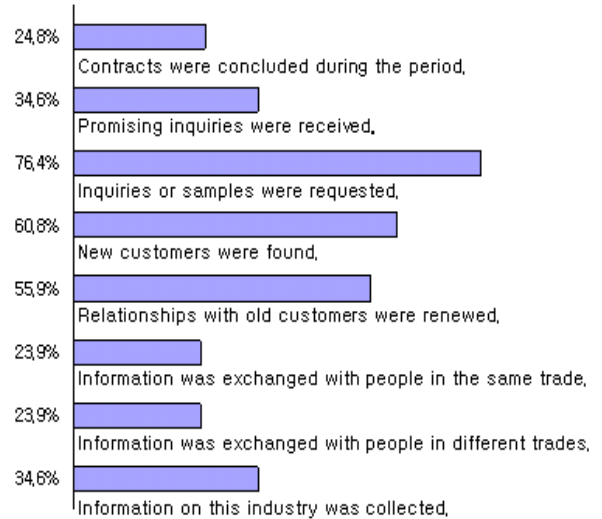 24,8%
Contracts were concluded during the period,
34,6%
Promising inquiries were received,
76,4%
Inquiries or samples were requested,
60,8%
New customers were found,
55,9%
Relationships with old customers were renewed,
23,9%
Information was exchanged with people in the same trade,
23,9%
Information was exchanged with people in different trades,
34,6%
Information on this industry was collected,